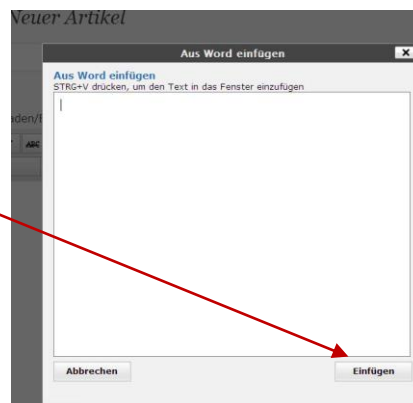 Neuer Artikel
Aus Word einfügen
Aus Word einfügen
STRG+V drücken, um den Text in das Fenster einzufügen
ABC
Abbrechen
Einfügen